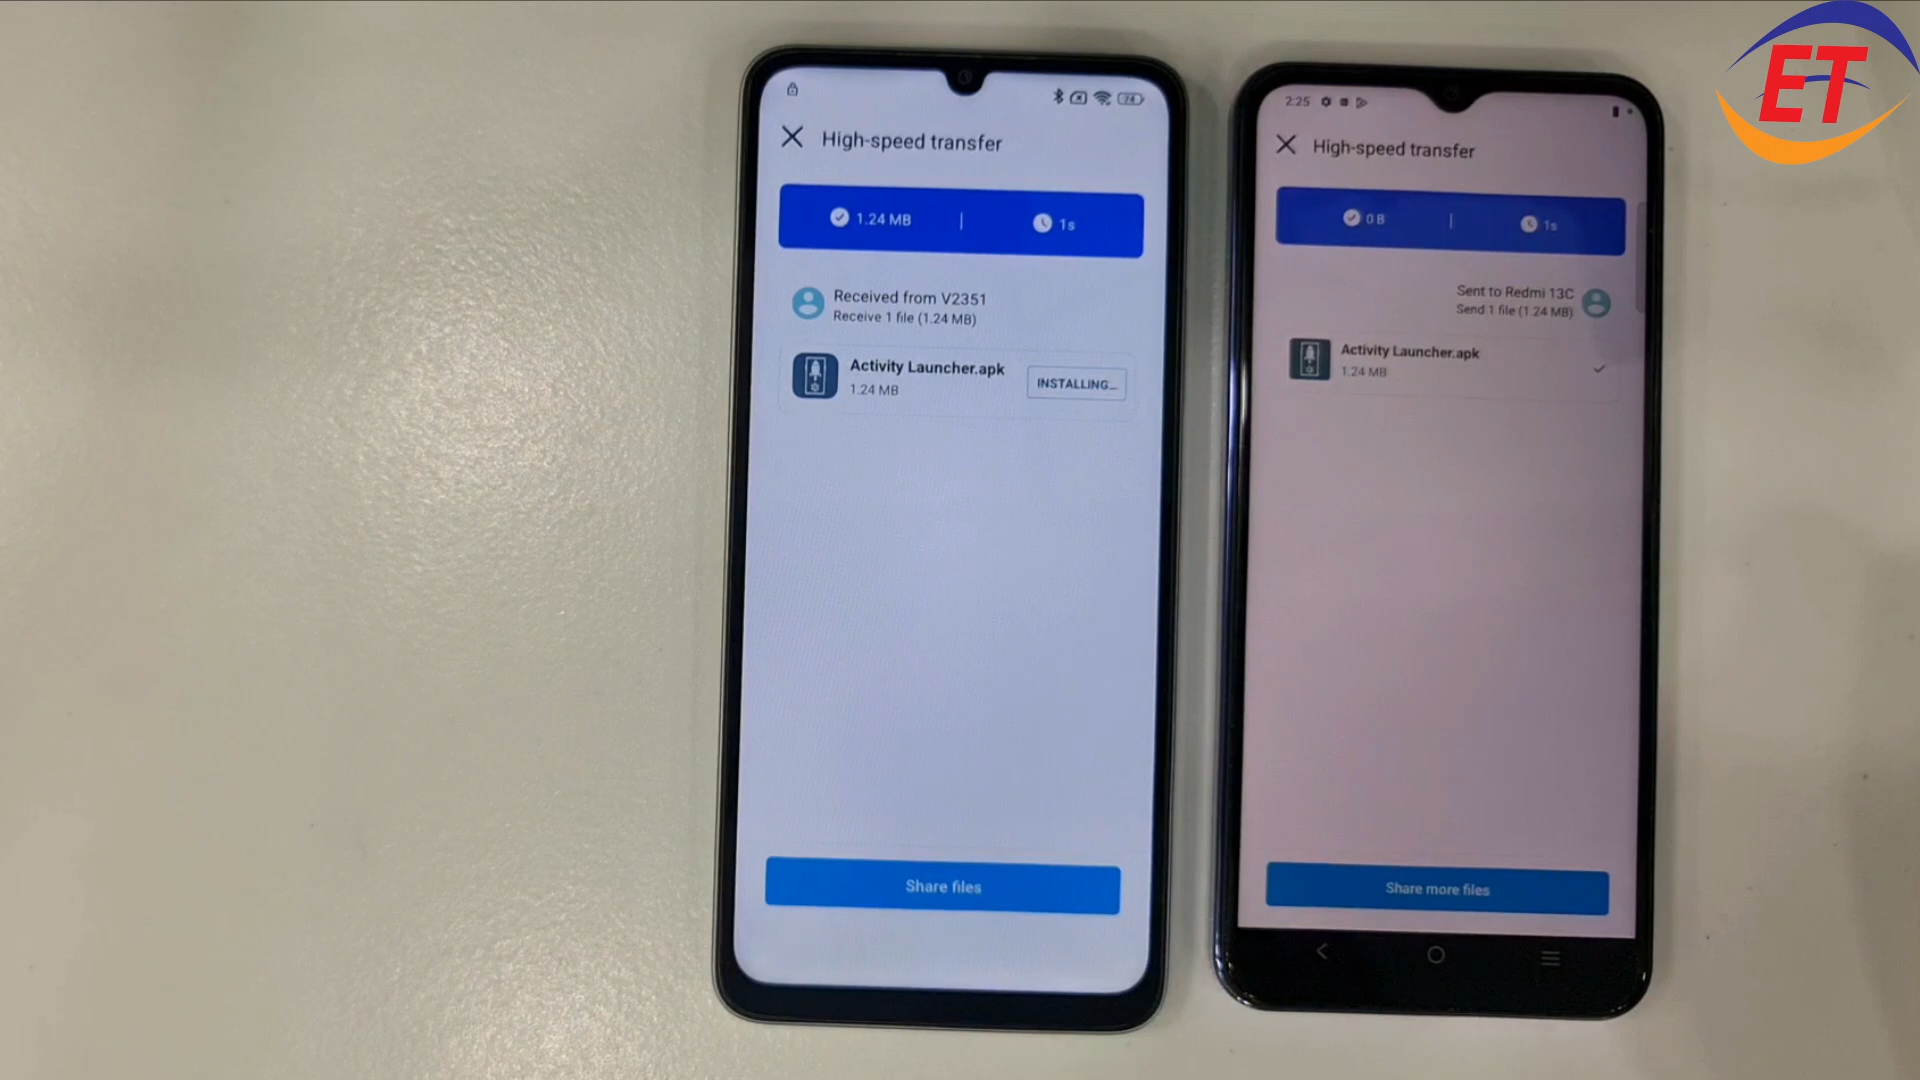 ET
74
High-speed transfer
1.24 MB | 1s
Received from V2351
Receive 1 file (1.24 MB)
Activity Launcher.apk
1.24 MB
INSTALLING...
Share files
2:25
High-speed transfer
0 B | 1s
Sent to Redmi 13C
Send 1 file (1.24 MB)
Activity Launcher.apk
1.24 MB
Share more files